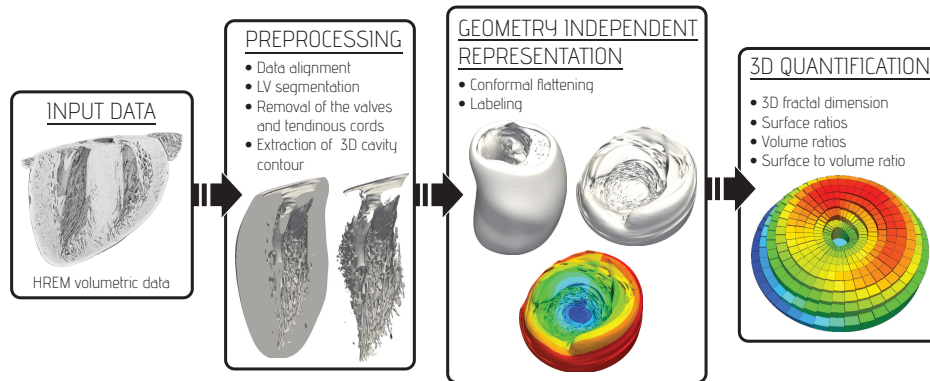 INPUT DATA
HREM volumetric data
PREPROCESSING
• Data alignment
• LV segmentation
• Removal of the valves
and tendinous cords
• Extraction of 3D cavity
contour
GEOMETRY INDEPENDENT
REPRESENTATION
• Conformal flattening
• Labeling
3D QUANTIFICATION
• 3D fractal dimension
• Surface ratios
• Volume ratios
• Surface to volume ratio